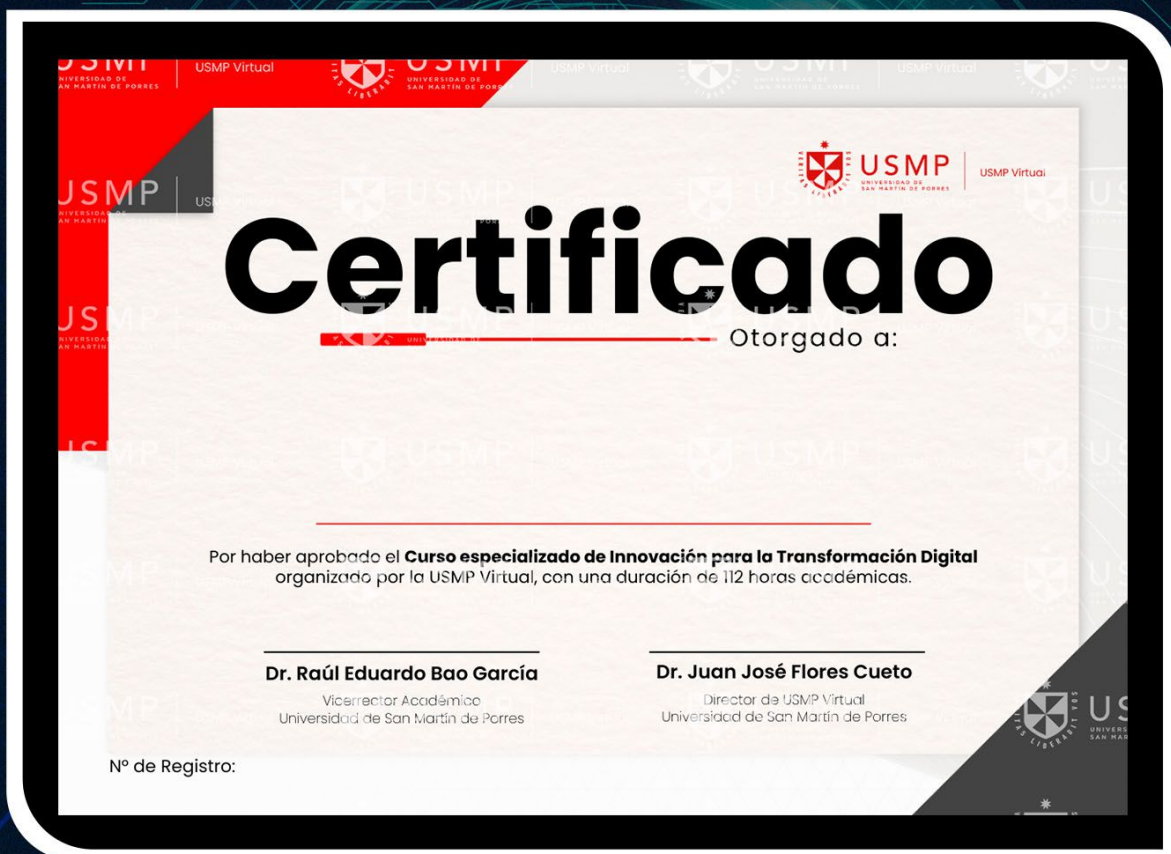 USMP
UNIVERSIDAD DE
SAN MARTIN DE PORRES
USMP Virtual
Certificado
Otorgado a:
Por haber aprobado el Curso especializado de Innovación para la Transformación Digital
organizado por la USMP Virtual, con una duración de 112 horas académicas.
Dr. Raúl Eduardo Bao García
Vicerrector Académico
Universidad de San Martín de Porres
Dr. Juan José Flores Cueto
Director de USMP Virtual
Universidad de San Martín de Porres
Nº de Registro: